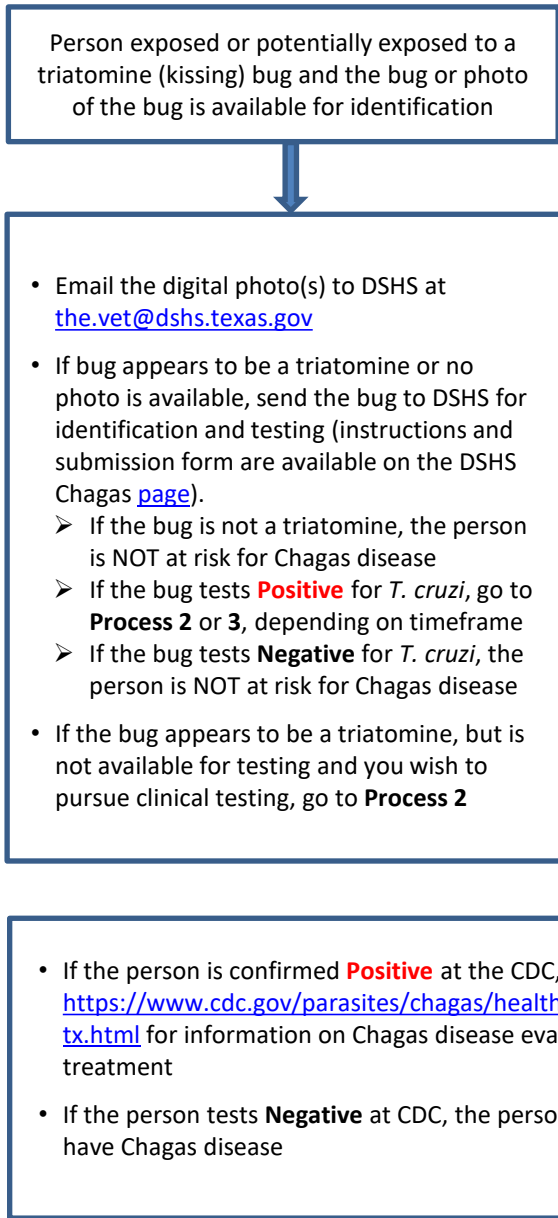 Person exposed or potentially exposed to a
triatomine (kissing) bug and the bug or photo
of the bug is available for identification
• Email the digital photo(s) to DSHS at
the.vet@dshs.texas.gov
• If bug appears to be a triatomine or no
photo is available, send the bug to DSHS for
identification and testing (instructions and
submission form are available on the DSHS
Chagas page).
➢ If the bug is not a triatomine, the person
is NOT at risk for Chagas disease
➢ If the bug tests Positive for T. cruzi, go to
Process 2 or 3, depending on timeframe
➢ If the bug tests Negative for T. cruzi, the
person is NOT at risk for Chagas disease
• If the bug appears to be a triatomine, but is
not available for testing and you wish to
pursue clinical testing, go to Process 2
• If the person is confirmed Positive at the CDC,
https://www.cdc.gov/parasites/chagas/health
tx.html for information on Chagas disease eva
treatment
• If the person tests Negative at CDC, the perso
have Chagas disease